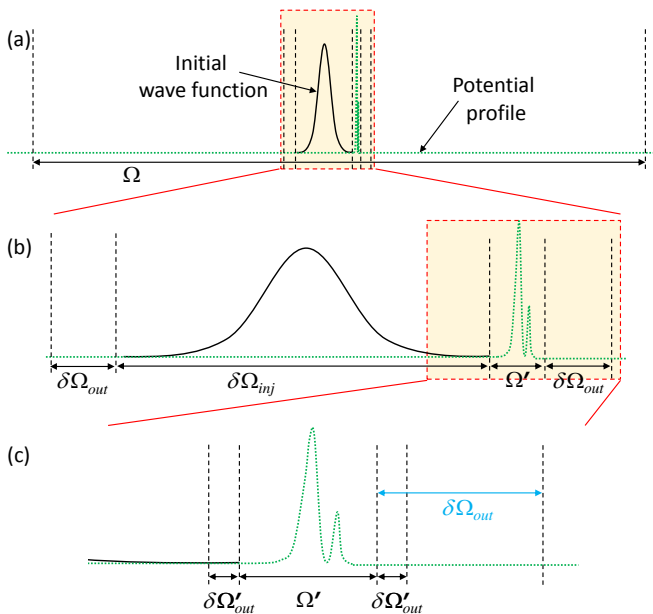 (a)
Initial
wave function
Potential
profile
Ω
(b)
δΩout δΩinj Ω′ δΩout
(c)
δΩout
δΩ′out Ω′ δΩ′out